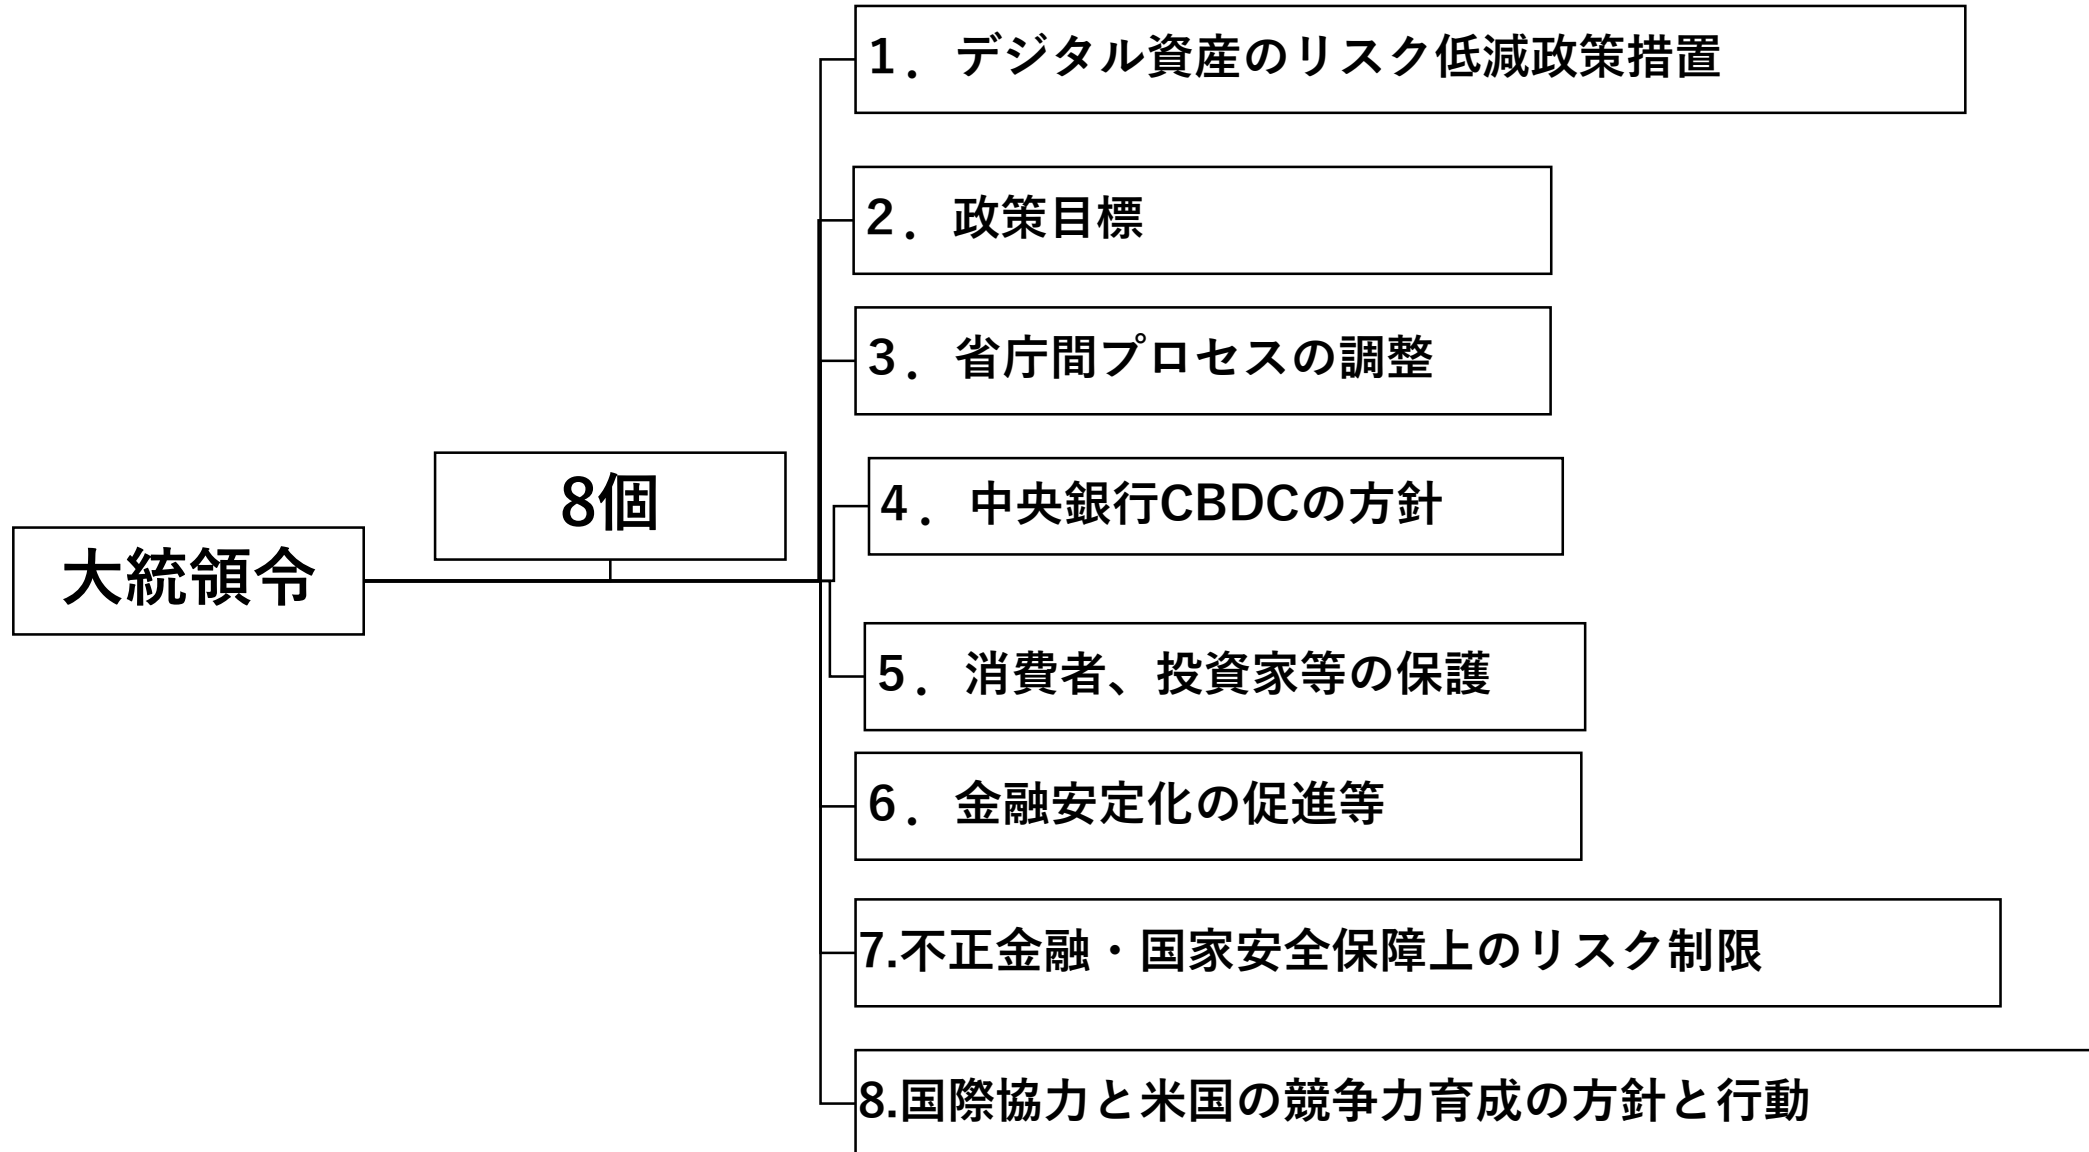 大統領令
8個
1． デジタル資産のリスク低減政策措置
2． 政策目標
3． 省庁間プロセスの調整
4． 中央銀行CBDCの方針
5． 消費者、投資家等の保護
6． 金融安定化の促進等
7.不正金融・国家安全保障上のリスク制限
8.国際協力と米国の競争力育成の方針と行動